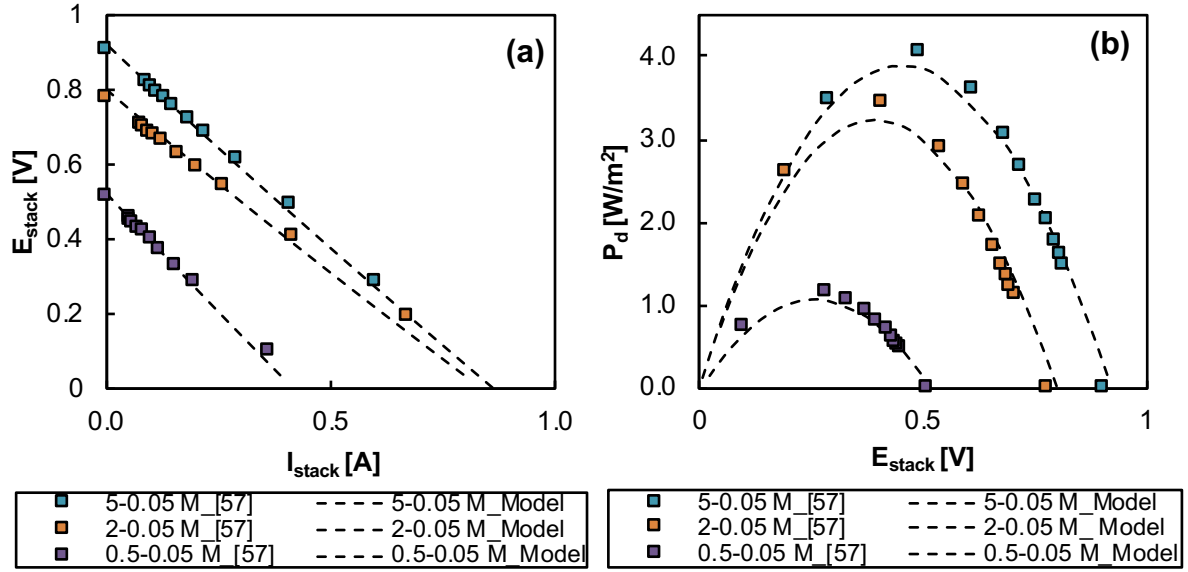 (a)
E_stack [V]
1
0.8
0.6
0.4
0.2
0
0.0
0.5
1.0
I_stack [A]
5-0.05 M_[57]
5-0.05 M_Model
2-0.05 M_[57]
2-0.05 M_Model
0.5-0.05 M_[57]
0.5-0.05 M_Model
(b)
P_d [W/m²]
4.0
3.0
2.0
1.0
0.0
0
0.5
1
E_stack [V]
5-0.05 M_[57]
5-0.05 M_Model
2-0.05 M_[57]
2-0.05 M_Model
0.5-0.05 M_[57]
0.5-0.05 M_Model